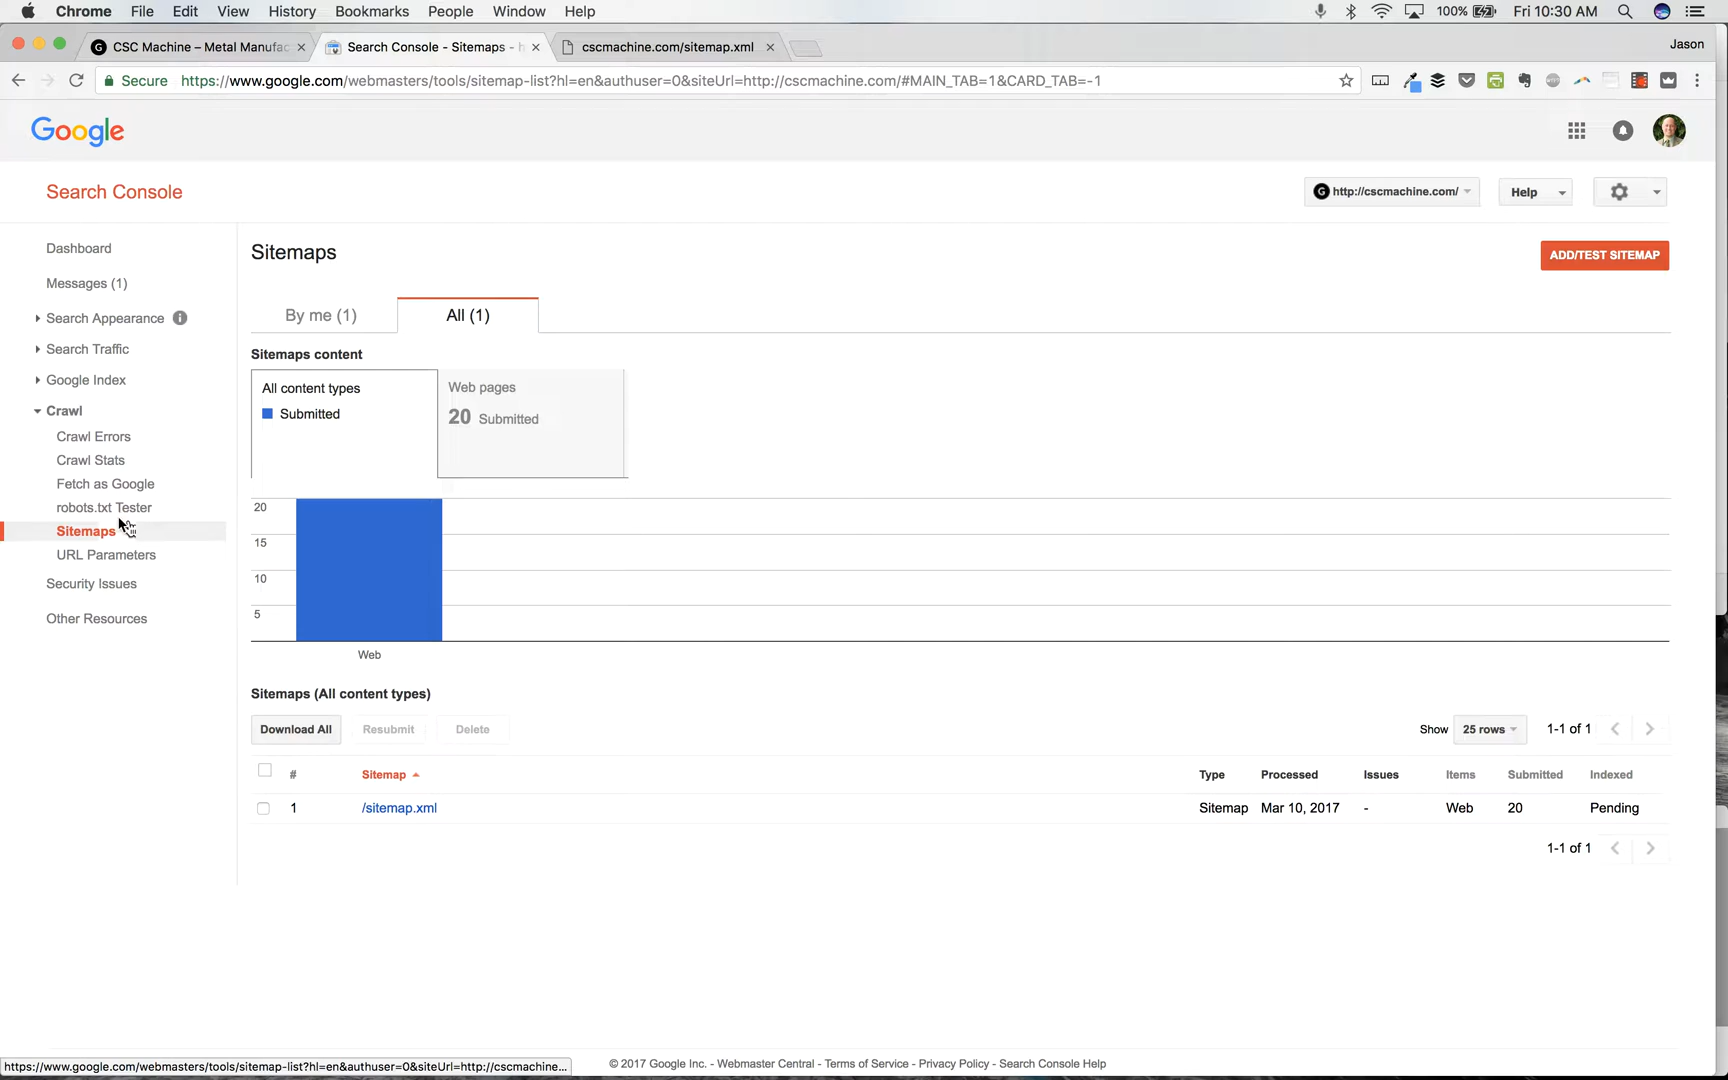 Chrome File Edit View History Bookmarks People Window Help 100% Fri 10:30 AM
CSC Machine – Metal Manufac
Search Console - Sitemaps - h
cscmachine.com/sitemap.xml
Jason
Secure https://www.google.com/webmasters/tools/sitemap-list?hl=en&authuser=0&siteUrl=http://cscmachine.com/#MAIN_TAB=1&CARD_TAB=-1
Google
Search Console
http://cscmachine.com/
Help
Dashboard
Messages (1)
Search Appearance
Search Traffic
Google Index
Crawl
Crawl Errors
Crawl Stats
Fetch as Google
robots.txt Tester
Sitemaps
URL Parameters
Security Issues
Other Resources
Sitemaps
ADD/TEST SITEMAP
By me (1)
All (1)
Sitemaps content
All content types
Submitted
Web pages
20 Submitted
20
15
10
5
Web
Sitemaps (All content types)
Download All Resubmit Delete
Show 25 rows 1-1 of 1
# Sitemap Type Processed Issues Items Submitted Indexed
1 /sitemap.xml Sitemap Mar 10, 2017 - Web 20 Pending
1-1 of 1
© 2017 Google Inc. - Webmaster Central - Terms of Service - Privacy Policy - Search Console Help
https://www.google.com/webmasters/tools/sitemap-list?hl=en&authuser=0&siteUrl=http://cscmachine...